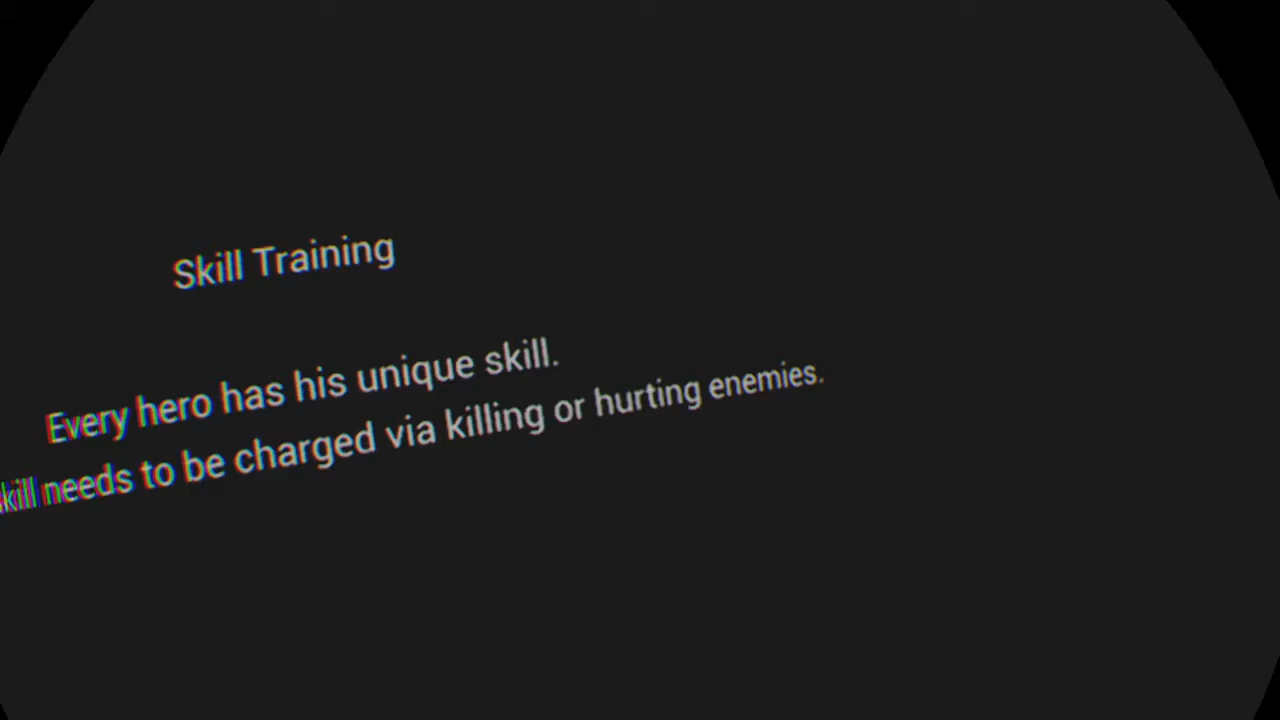 Skill Training
Every hero has his unique skill.
kill needs to be charged via killing or hurting enemies.